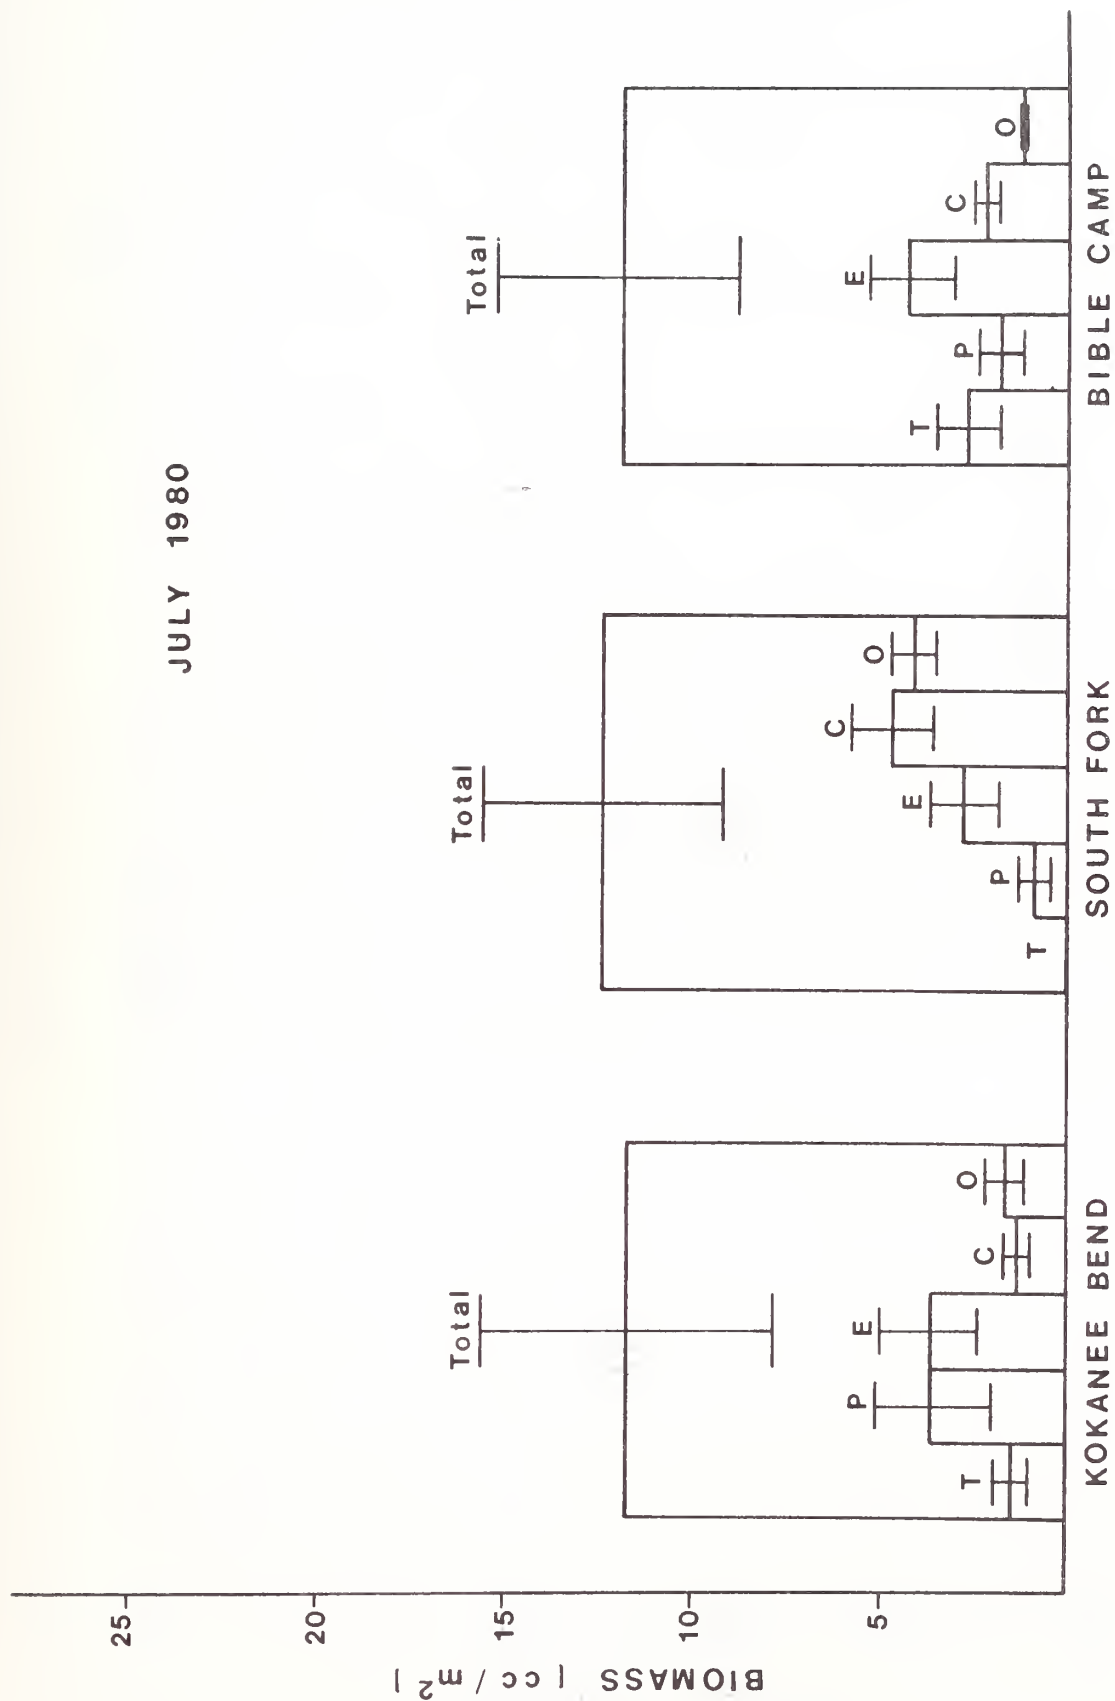 JULY 1980
BIOMASS ( cc / m² )
25
20
15
10
5
Total
T
P
E
C
O
KOKANEE BEND
Total
T
P
E
C
O
SOUTH FORK
Total
T
P
E
C
O
BIBLE CAMP